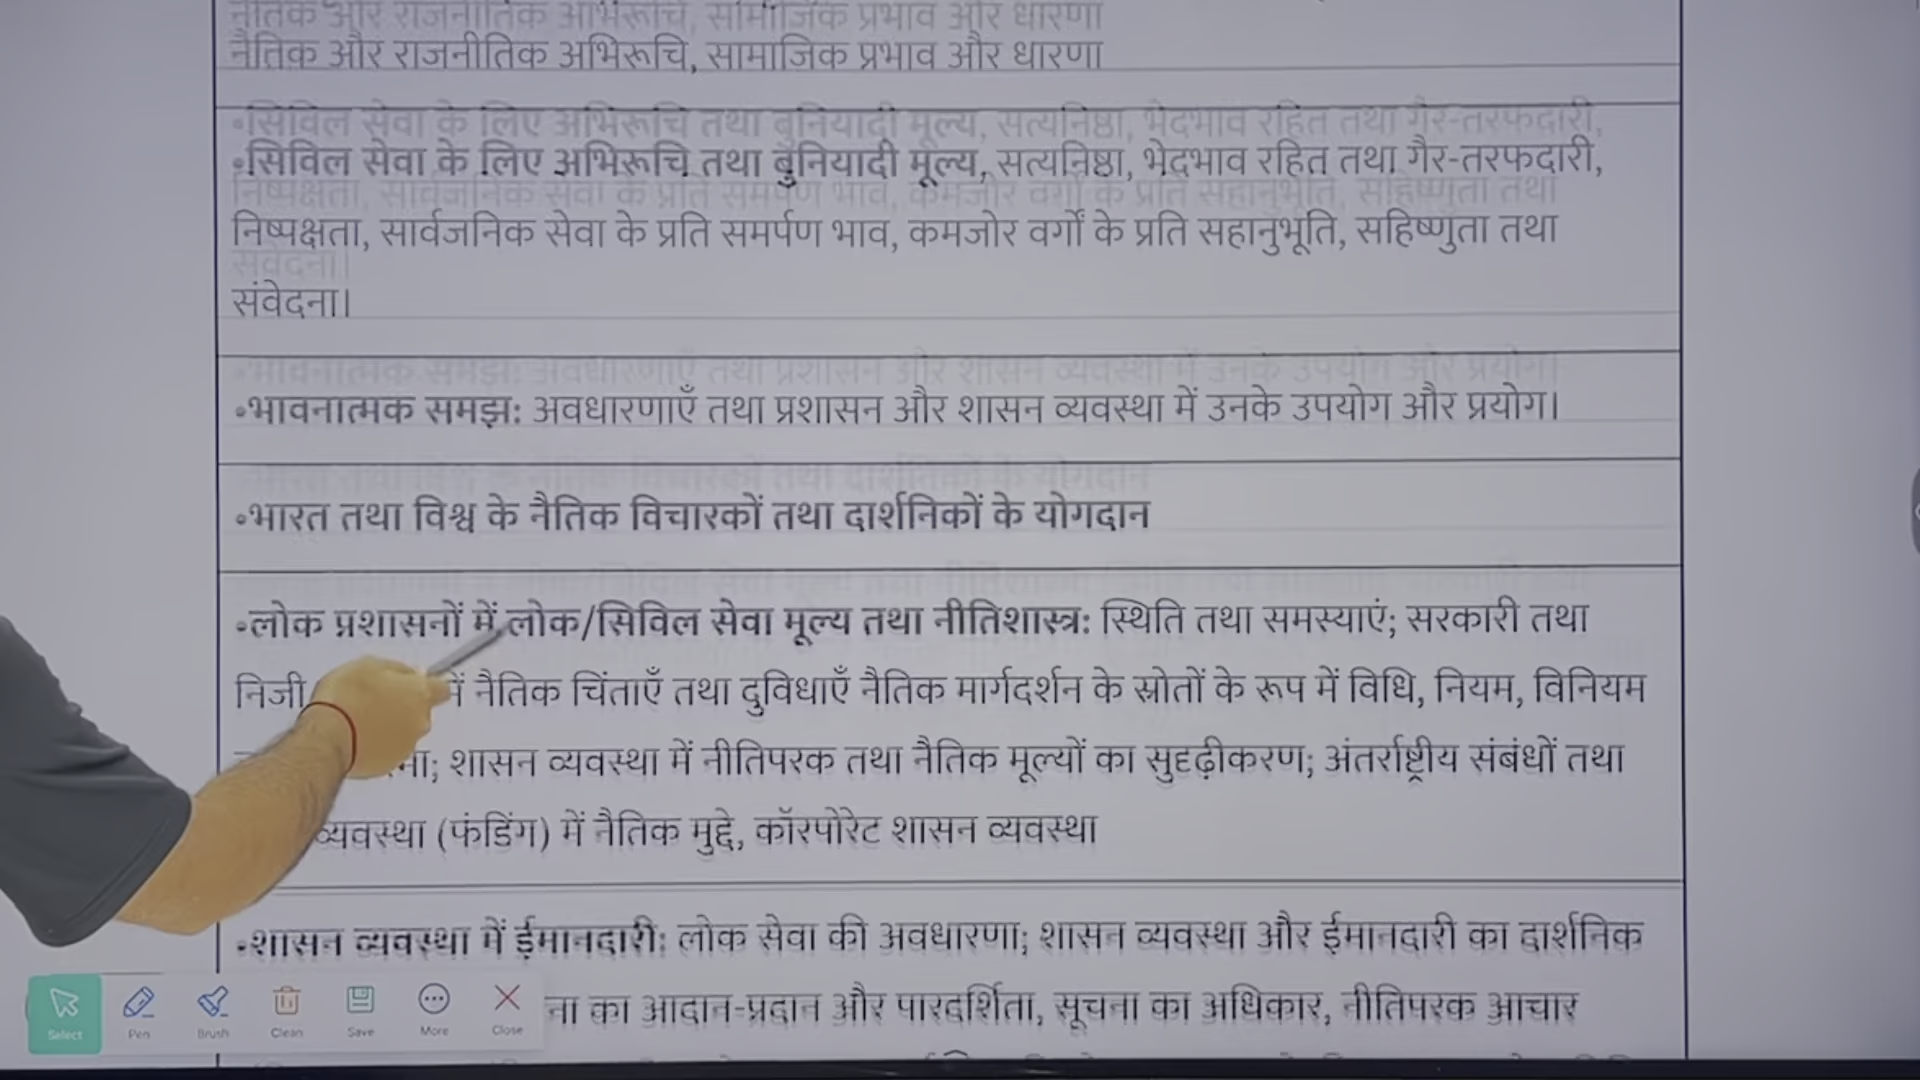 नैतिक और राजनीतिक अभिरूचि, सामाजिक प्रभाव और धारणा
•सिविल सेवा के लिए अभिरूचि तथा बुनियादी मूल्य, सत्यनिष्ठा, भेदभाव रहित तथा गैर-तरफदारी,
निष्पक्षता, सार्वजनिक सेवा के प्रति समर्पण भाव, कमजोर वर्गों के प्रति सहानुभूति, सहिष्णुता तथा
संवेदना।
•भावनात्मक समझ: अवधारणाएँ तथा प्रशासन और शासन व्यवस्था में उनके उपयोग और प्रयोग।
•भारत तथा विश्व के नैतिक विचारकों तथा दार्शनिकों के योगदान
•लोक प्रशासनों में लोक/सिविल सेवा मूल्य तथा नीतिशास्त्र: स्थिति तथा समस्याएं; सरकारी तथा
निजी में नैतिक चिंताएँ तथा दुविधाएँ नैतिक मार्गदर्शन के स्रोतों के रूप में विधि, नियम, विनियम
शासन व्यवस्था में नीतिपरक तथा नैतिक मूल्यों का सुदृढ़ीकरण; अंतर्राष्ट्रीय संबंधों तथा
व्यवस्था (फंडिंग) में नैतिक मुद्दे, कॉरपोरेट शासन व्यवस्था
•शासन व्यवस्था में ईमानदारी: लोक सेवा की अवधारणा; शासन व्यवस्था और ईमानदारी का दार्शनिक
का आदान-प्रदान और पारदर्शिता, सूचना का अधिकार, नीतिपरक आचार
Select Pen Brush Clean Save More Close